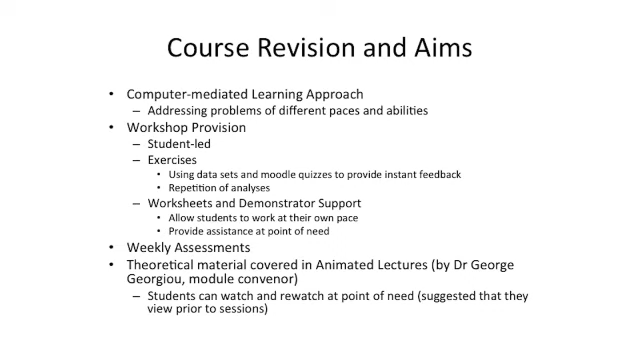 Course Revision and Aims
• Computer-mediated Learning Approach
– Addressing problems of different paces and abilities
• Workshop Provision
– Student-led
– Exercises
• Using data sets and moodle quizzes to provide instant feedback
• Repetition of analyses
– Worksheets and Demonstrator Support
• Allow students to work at their own pace
• Provide assistance at point of need
• Weekly Assessments
• Theoretical material covered in Animated Lectures (by Dr George
Georgiou, module convenor)
– Students can watch and rewatch at point of need (suggested that they
view prior to sessions)